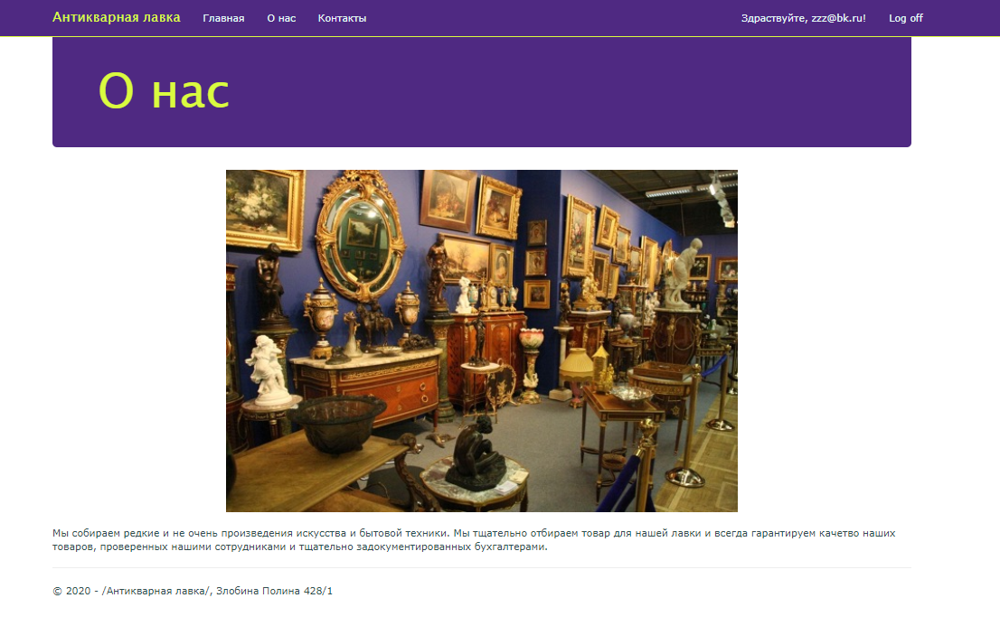 Антикварная лавка Главная О нас Контакты Здраствуйте, zzz@bk.ru! Log off
О нас
Мы собираем редкие и не очень произведения искусства и бытовой техники. Мы тщательно отбираем товар для нашей лавки и всегда гарантируем качетво наших
товаров, проверенных нашими сотрудниками и тщательно задокументированных бухгалтерами.
© 2020 - /Антикварная лавка/, Злобина Полина 428/1